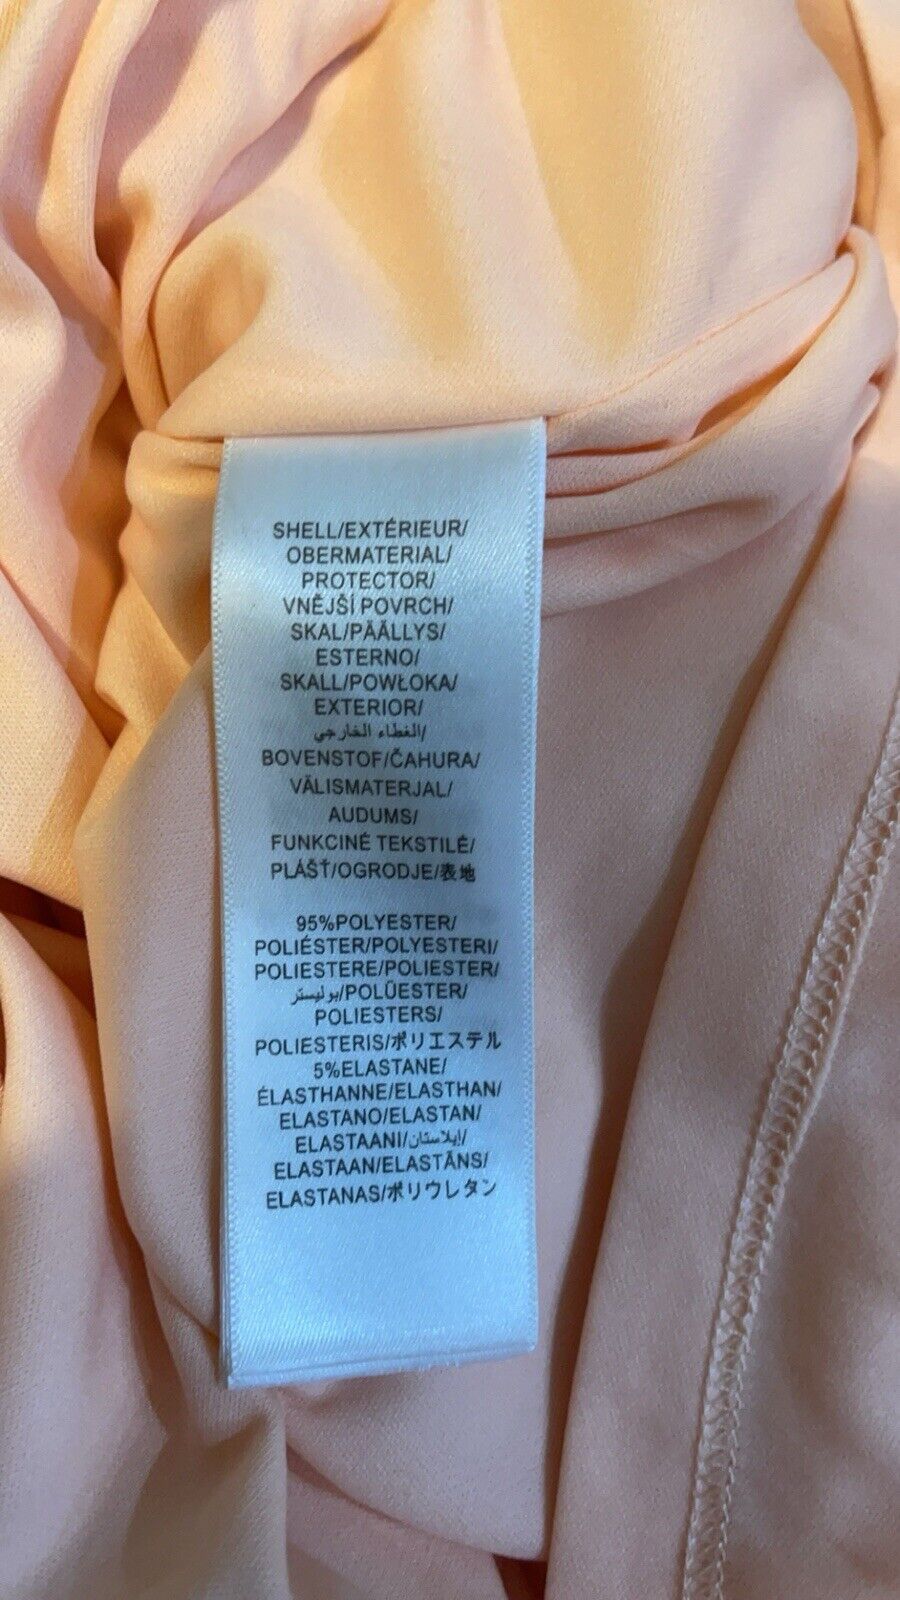 SHELL/EXTÉRIEUR/
OBERMATERIAL/
PROTECTOR/
VNĚJŠÍ POVRCH/
SKAL/PÄÄLLYS/
ESTERNO/
SKALL/POWŁOKA/
EXTERIOR/
الغطاء الخارجي/
BOVENSTOF/ČAHURA/
VÄLISMATERJAL/
AUDUMS/
FUNKCINĖ TEKSTILĖ/
PLÁŠŤ/OGRODJE/表地
95%POLYESTER/
POLIÉSTER/POLYESTERI/
POLIESTERE/POLIESTER/
بوليستر/POLÜESTER/
POLIESTERS/
POLIESTERIS/ポリエステル
5%ELASTANE/
ÉLASTHANNE/ELASTHAN/
ELASTANO/ELASTAN/
ELASTAANI/إيلاستان/
ELASTAAN/ELASTĀNS/
ELASTANAS/ポリウレタン